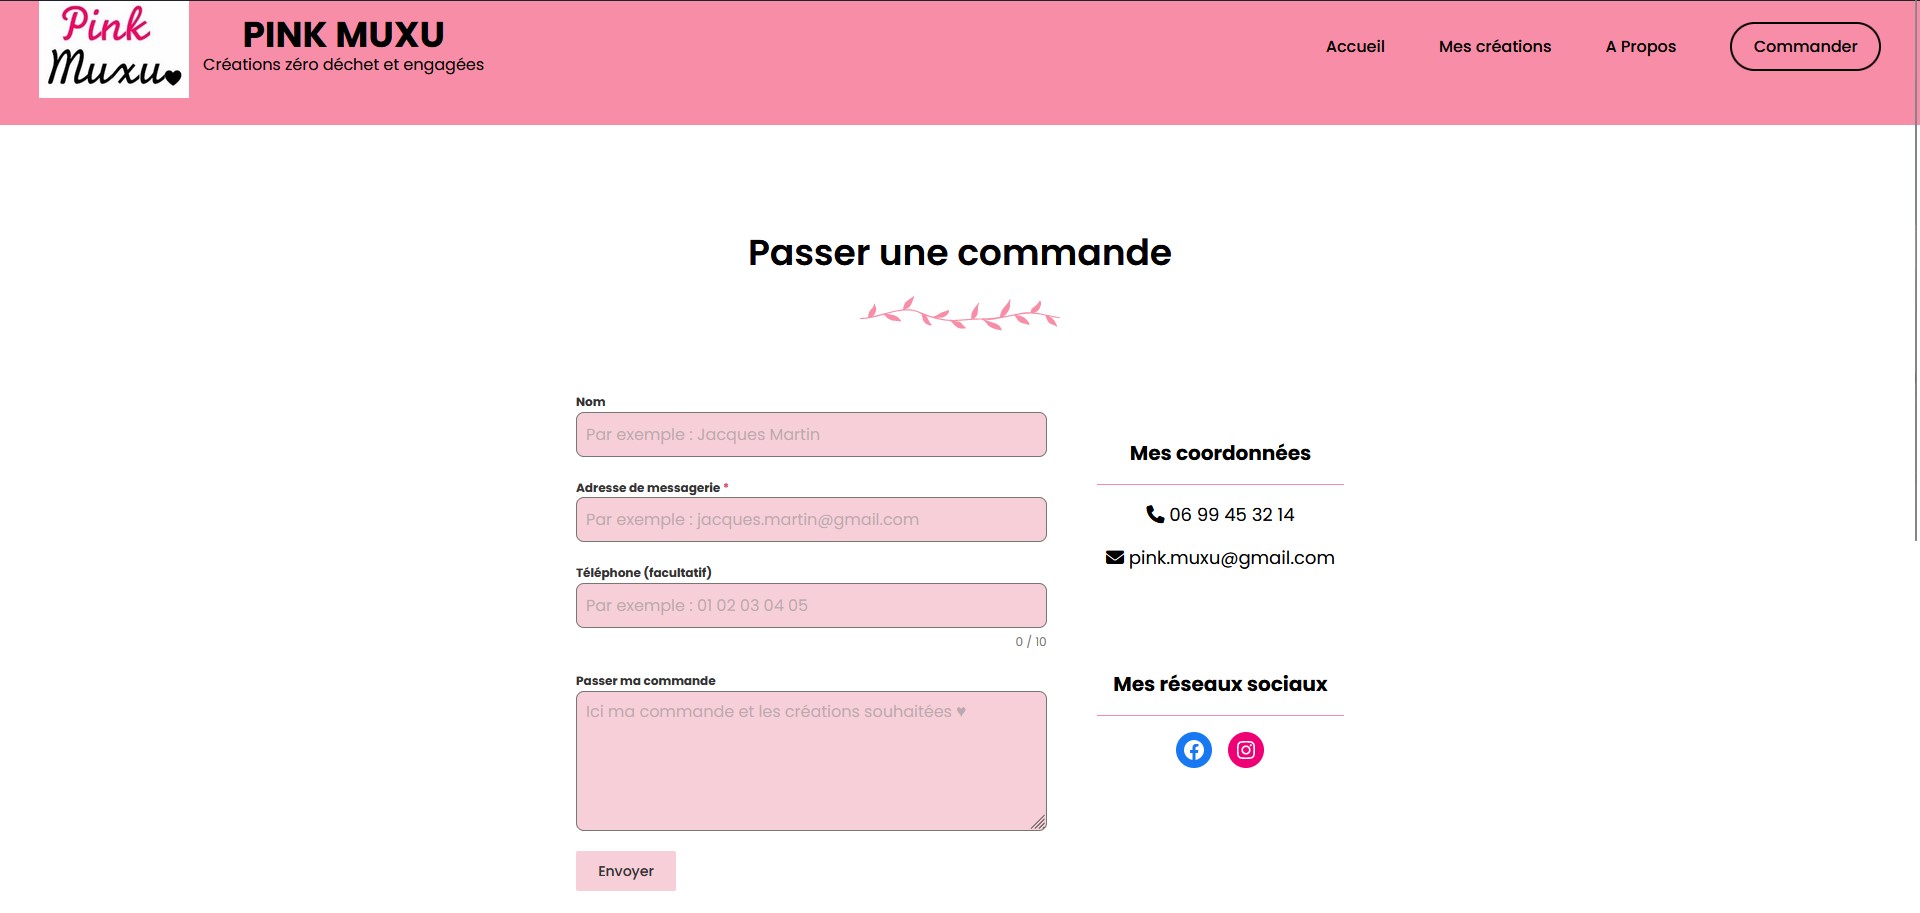 Pink
Muxu
PINK MUXU
Créations zéro déchet et engagées
Accueil
Mes créations
A Propos
Commander
Passer une commande
Nom
Par exemple : Jacques Martin
Adresse de messagerie *
Par exemple : jacques.martin@gmail.com
Téléphone (facultatif)
Par exemple : 01 02 03 04 05
0 / 10
Passer ma commande
Ici ma commande et les créations souhaitées ♥
Envoyer
Mes coordonnées
06 99 45 32 14
pink.muxu@gmail.com
Mes réseaux sociaux